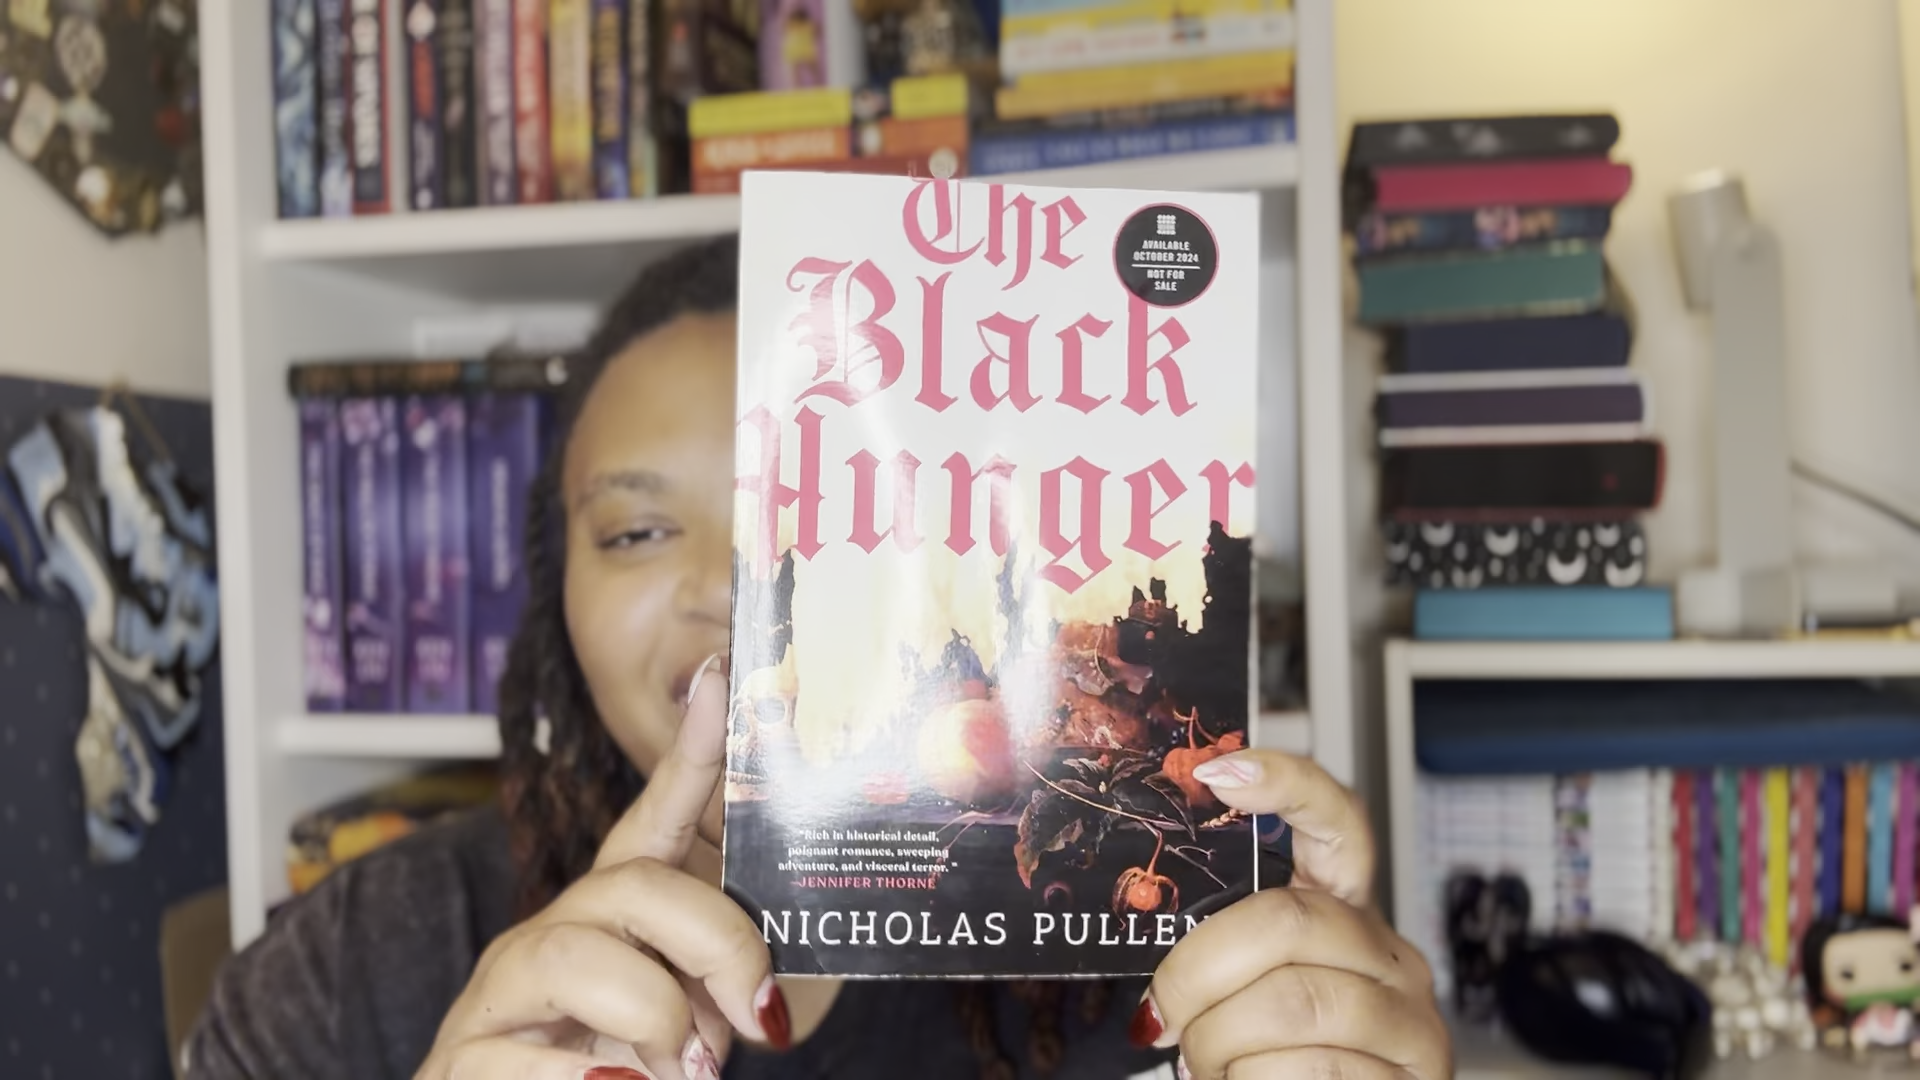 The
Black
Hunger
AVAILABLE
OCTOBER 2024
NOT FOR
SALE
"Rich in historical detail,
poignant romance, sweeping
adventure, and visceral terror."
—JENNIFER THORNE
NICHOLAS PULLEN